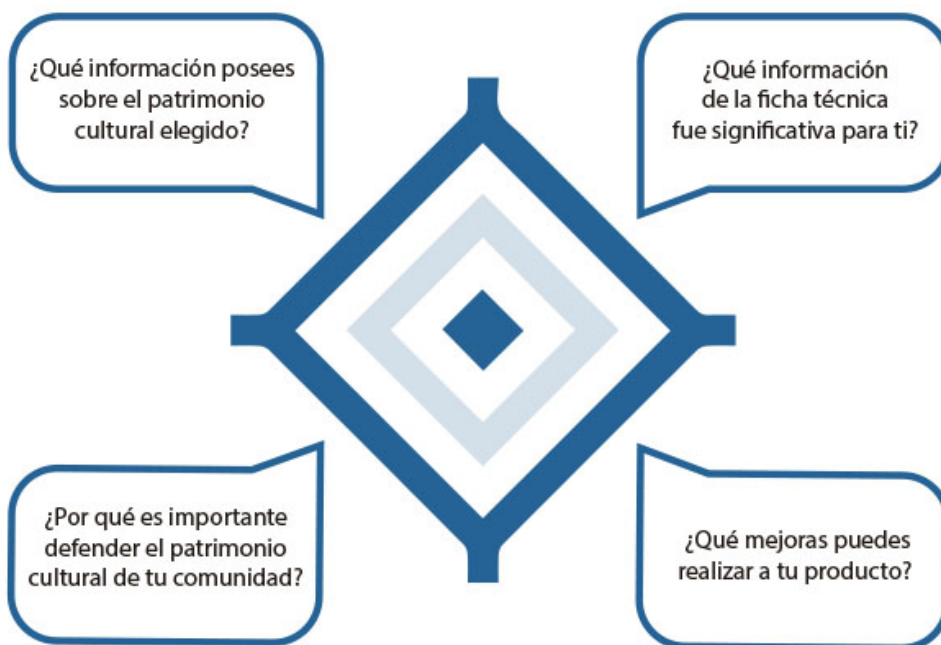 ¿Qué información posees
sobre el patrimonio
cultural elegido?
¿Qué información
de la ficha técnica
fue significativa para ti?
¿Por qué es importante
defender el patrimonio
cultural de tu comunidad?
¿Qué mejoras puedes
realizar a tu producto?